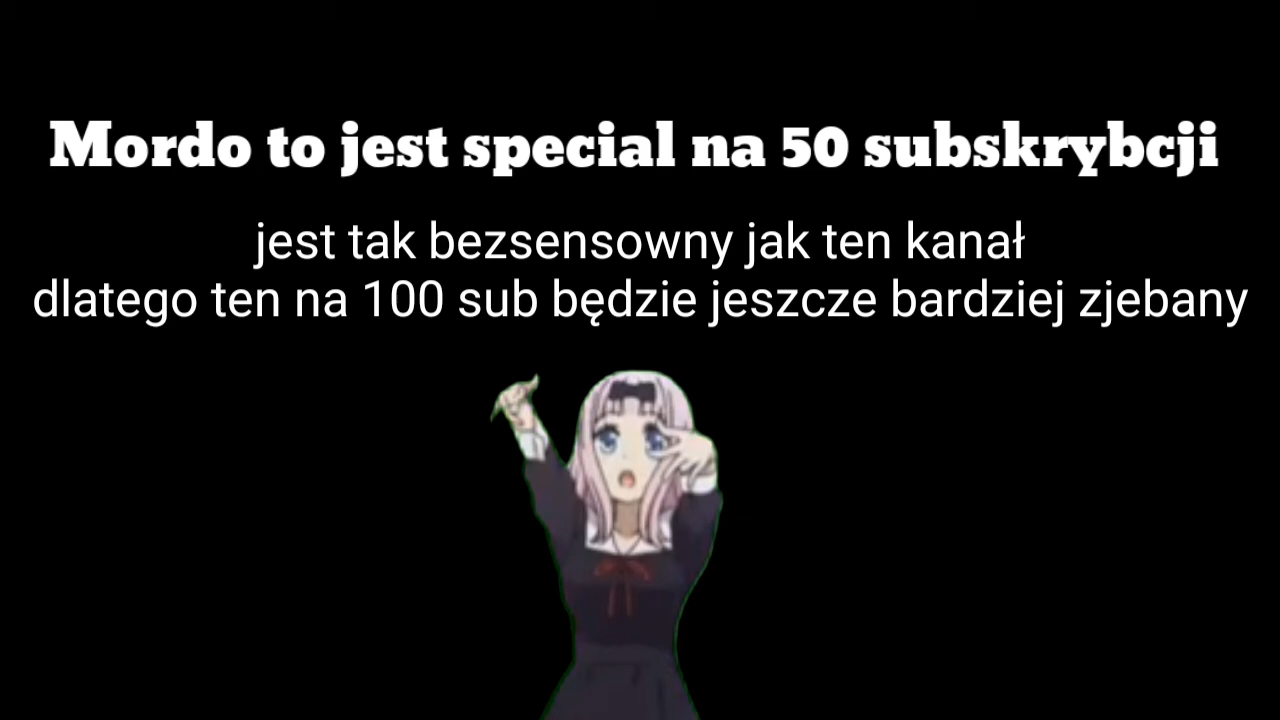 Mordo to jest special na 50 subskrybcji
jest tak bezsensowny jak ten kanał
dlatego ten na 100 sub będzie jeszcze bardziej zjebany